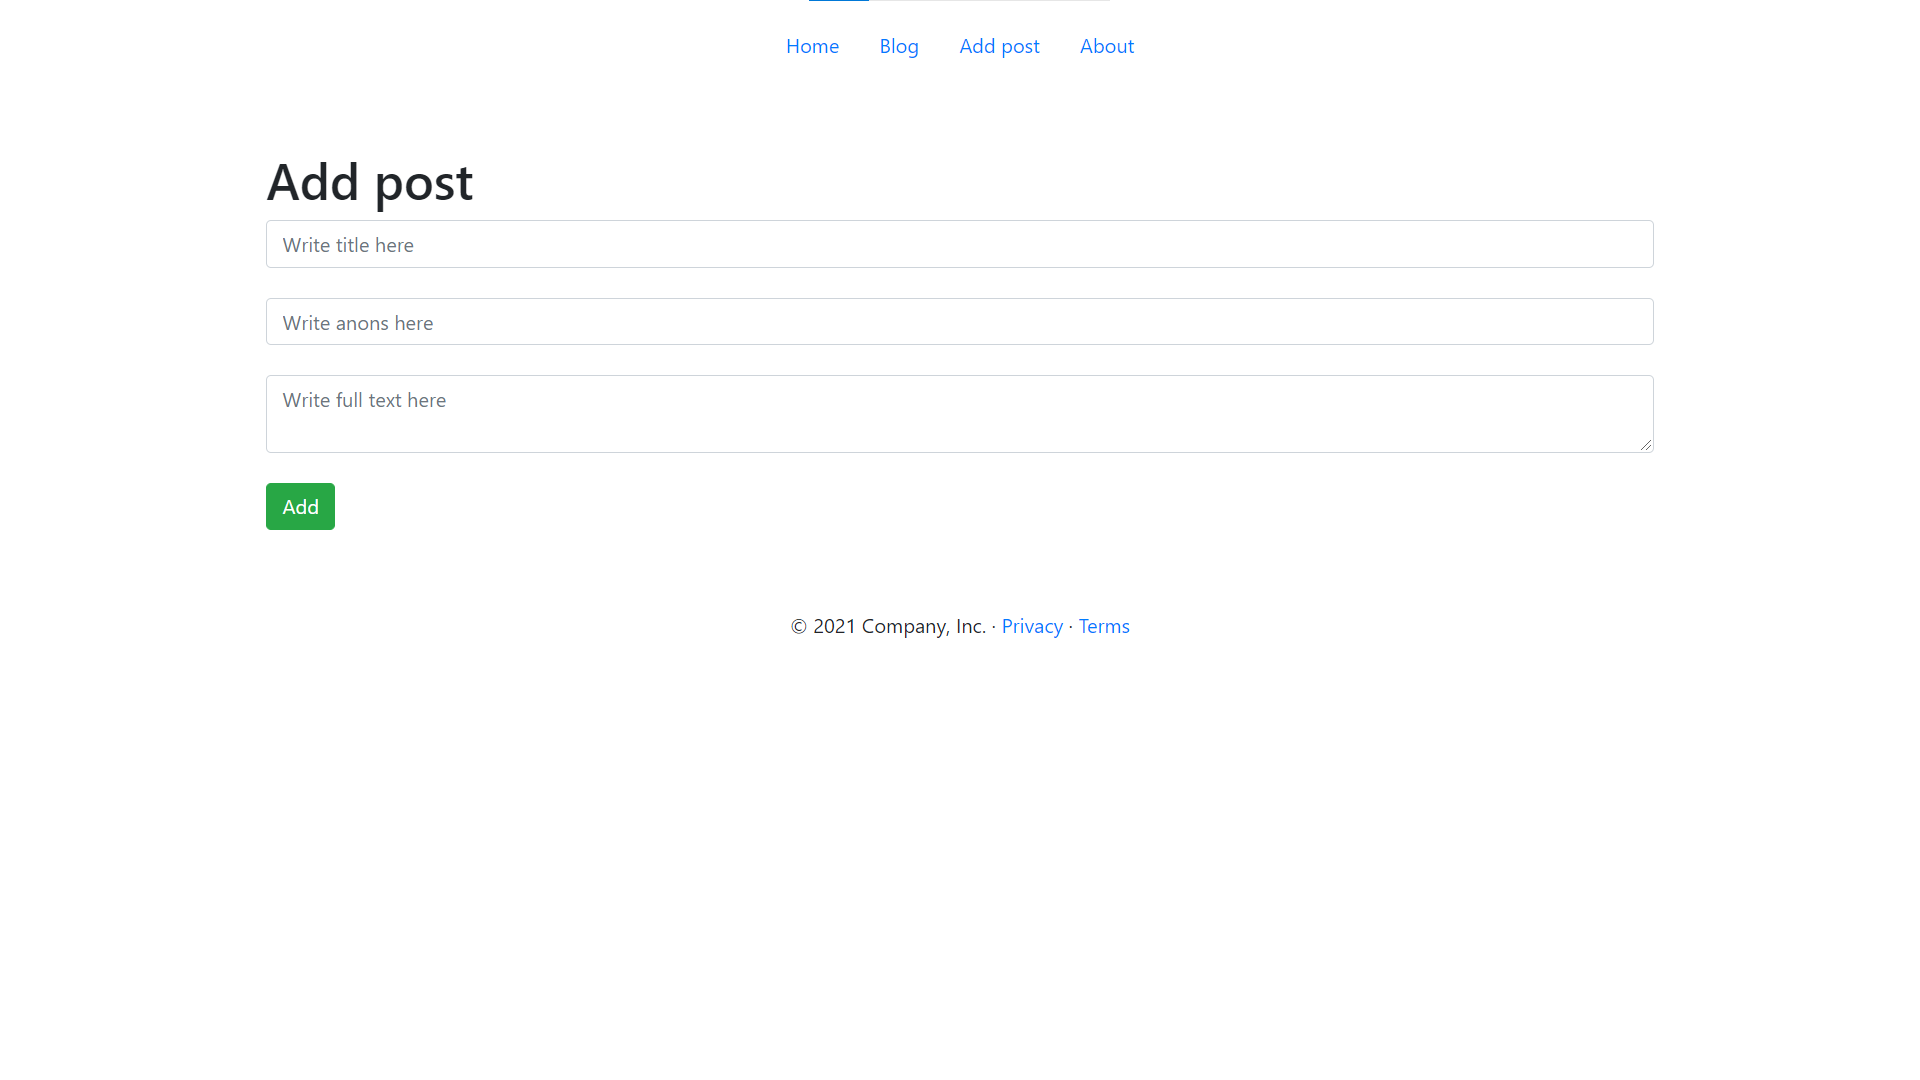 Home Blog Add post About
Add post
Write title here
Write anons here
Write full text here
Add
© 2021 Company, Inc. · Privacy · Terms